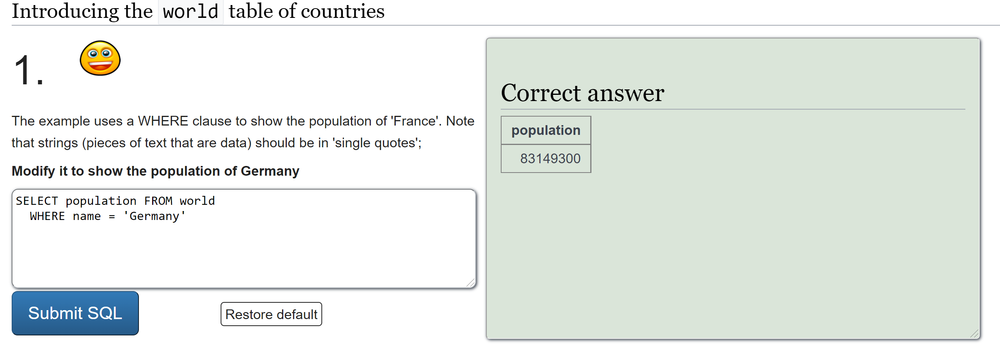 Introducing the world table of countries
1.
The example uses a WHERE clause to show the population of 'France'. Note
that strings (pieces of text that are data) should be in 'single quotes';
Modify it to show the population of Germany
SELECT population FROM world
WHERE name = 'Germany'
Submit SQL
Restore default
Correct answer
population
83149300